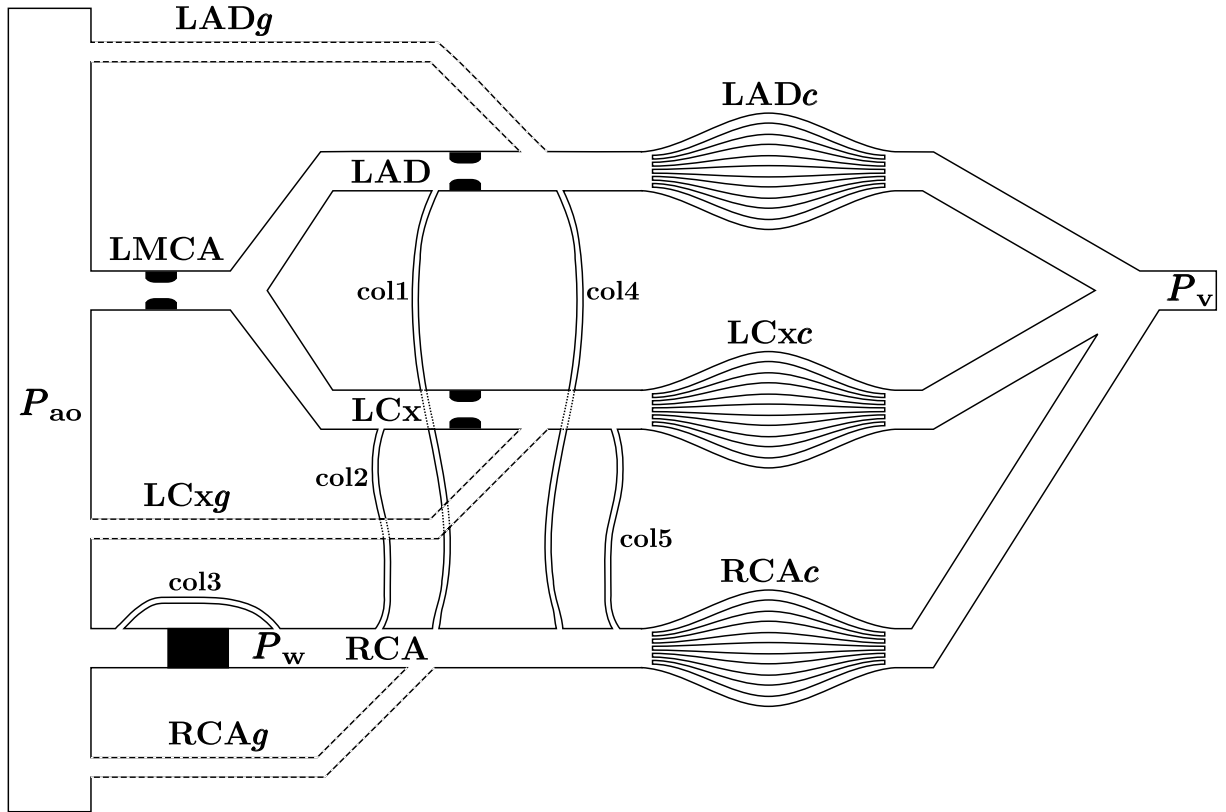 LADg
LADc
LAD
LMCA
col1
col4
Pv
LCxc
Pao
LCx
col2
LCxg
col5
col3
RCAc
Pw
RCA
RCAg